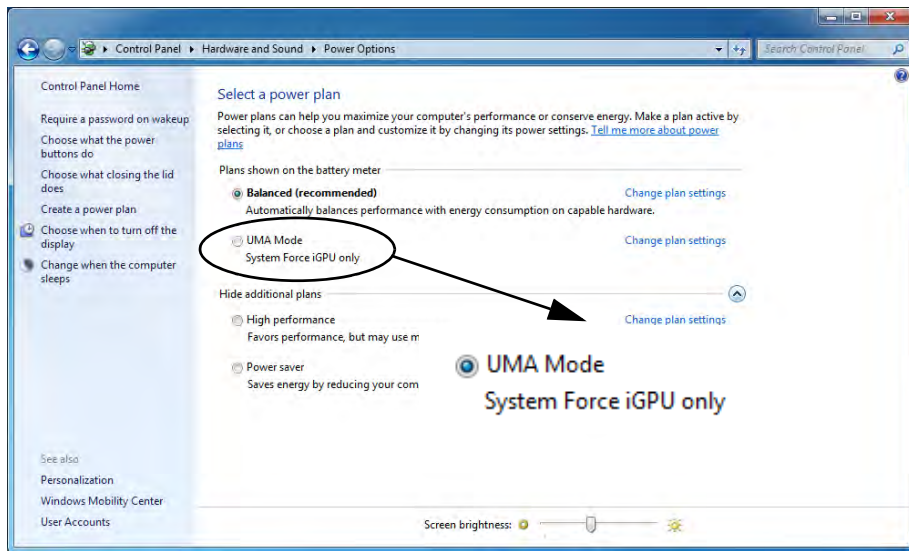 Control Panel Hardware and Sound Power Options
Search Control Panel
Control Panel Home
Require a password on wakeup
Choose what the power
buttons do
Choose what closing the lid
does
Create a power plan
Choose when to turn off the
display
Change when the computer
sleeps
Select a power plan
Power plans can help you maximize your computer's performance or conserve energy. Make a plan active by
selecting it, or choose a plan and customize it by changing its power settings. Tell me more about power
plans
Plans shown on the battery meter
Balanced (recommended) Change plan settings
Automatically balances performance with energy consumption on capable hardware.
UMA Mode Change plan settings
System Force iGPU only
Hide additional plans
High performance Change plan settings
Favors performance, but may use m
Power saver
Saves energy by reducing your com
UMA Mode
System Force iGPU only
See also
Personalization
Windows Mobility Center
User Accounts
Screen brightness: